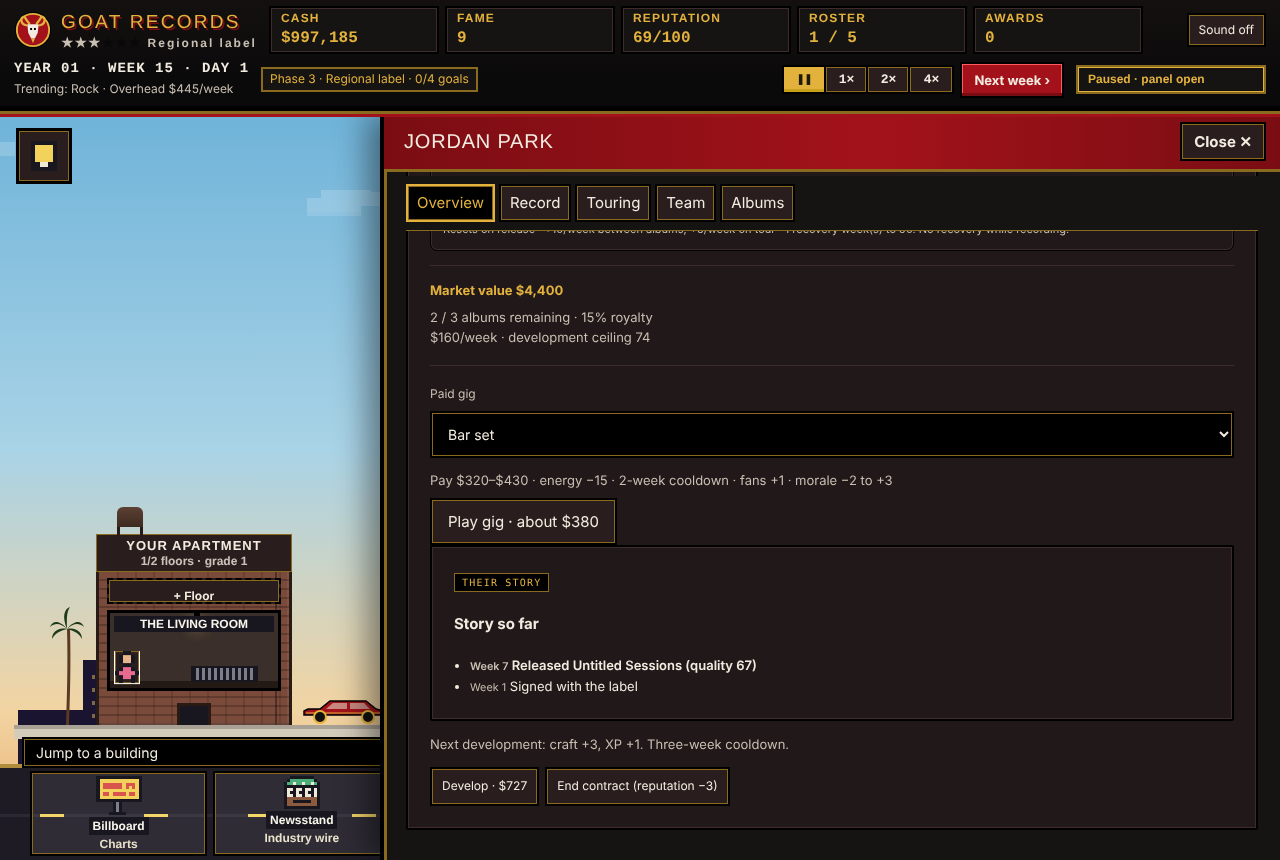 GOAT RECORDS
★★★★★★ Regional label
CASH
$997,185
FAME
9
REPUTATION
69/100
ROSTER
1 / 5
AWARDS
0
Sound off
YEAR 01 · WEEK 15 · DAY 1
Trending: Rock · Overhead $445/week
Phase 3 · Regional label · 0/4 goals
1×
2×
4×
Next week ›
Paused · panel open
JORDAN PARK
Close ✕
Overview
Record
Touring
Team
Albums
Market value $4,400
2 / 3 albums remaining · 15% royalty
$160/week · development ceiling 74
Paid gig
Bar set
Pay $320–$430 · energy −15 · 2-week cooldown · fans +1 · morale −2 to +3
Play gig · about $380
THEIR STORY
Story so far
• Week 7 Released Untitled Sessions (quality 67)
• Week 1 Signed with the label
Next development: craft +3, XP +1. Three-week cooldown.
Develop · $727
End contract (reputation −3)
YOUR APARTMENT
1/2 floors · grade 1
+ Floor
THE LIVING ROOM
Jump to a building
Billboard
Charts
Newsstand
Industry wire